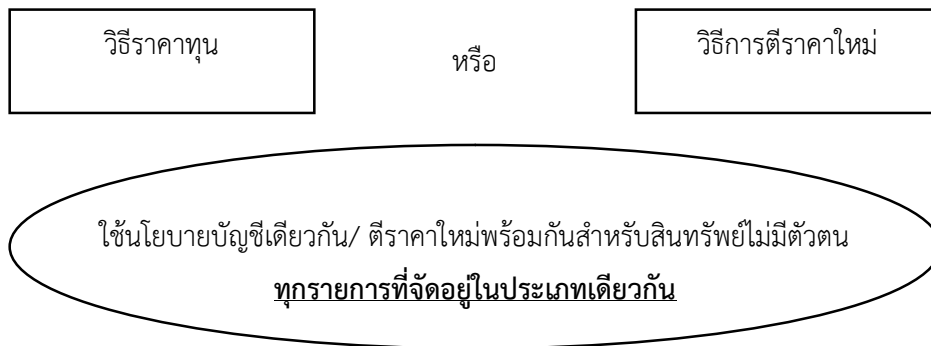 วิธีราคาทุน
หรือ
วิธีการตีราคาใหม่
ใช้นโยบายบัญชีเดียวกัน/ ตีราคาใหม่พร้อมกันสำหรับสินทรัพย์ไม่มีตัวตน
ทุกรายการที่จัดอยู่ในประเภทเดียวกัน